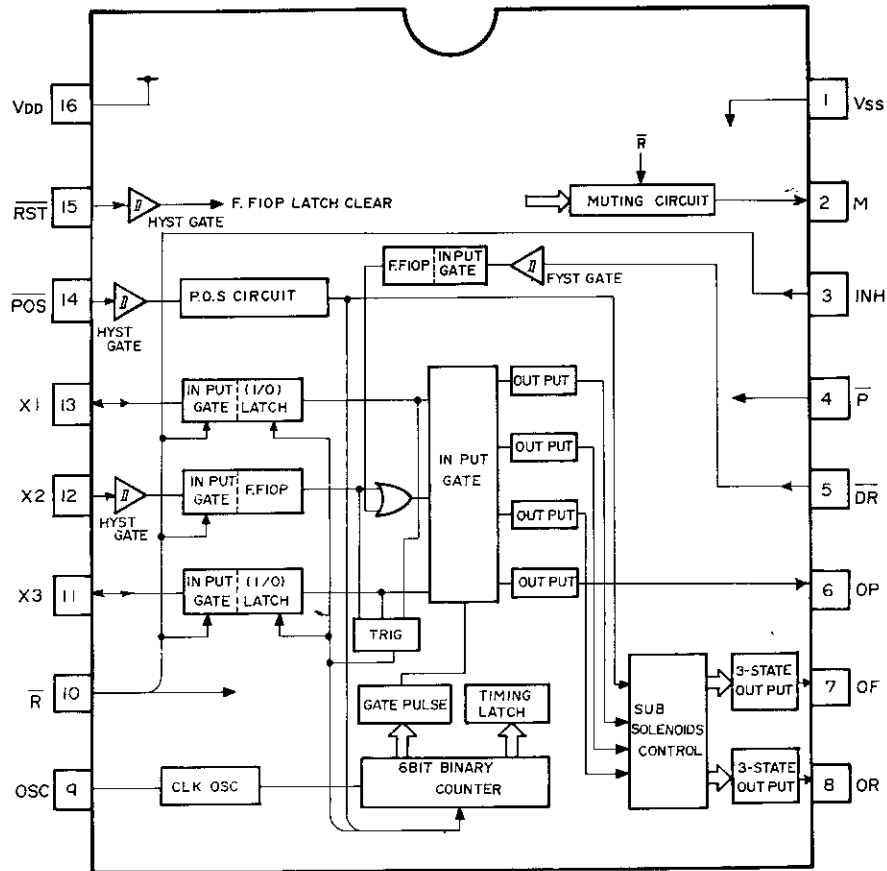 VDD 16
1 VSS
R̅
R̅S̅T̅ 15
HYST GATE
F. FIOP LATCH CLEAR
MUTING CIRCUIT
2 M
P̅O̅S̅ 14
HYST
GATE
P.O.S CIRCUIT
F.FIOP INPUT
GATE
FYST GATE
3 INH
X1 13
IN PUT (I/O)
GATE LATCH
OUT PUT
4 P̅
X2 12
HYST
GATE
IN PUT F.FIOP
GATE
IN PUT
GATE
OUT PUT
OUT PUT
5 D̅R̅
X3 11
IN PUT (I/O)
GATE LATCH
OUT PUT
6 OP
TRIG
R̅ 10
GATE PULSE
TIMING
LATCH
SUB
SOLENOIDS
CONTROL
3-STATE
OUT PUT
7 OF
OSC 9
CLK OSC
6BIT BINARY
COUNTER
3-STATE
OUT PUT
8 OR